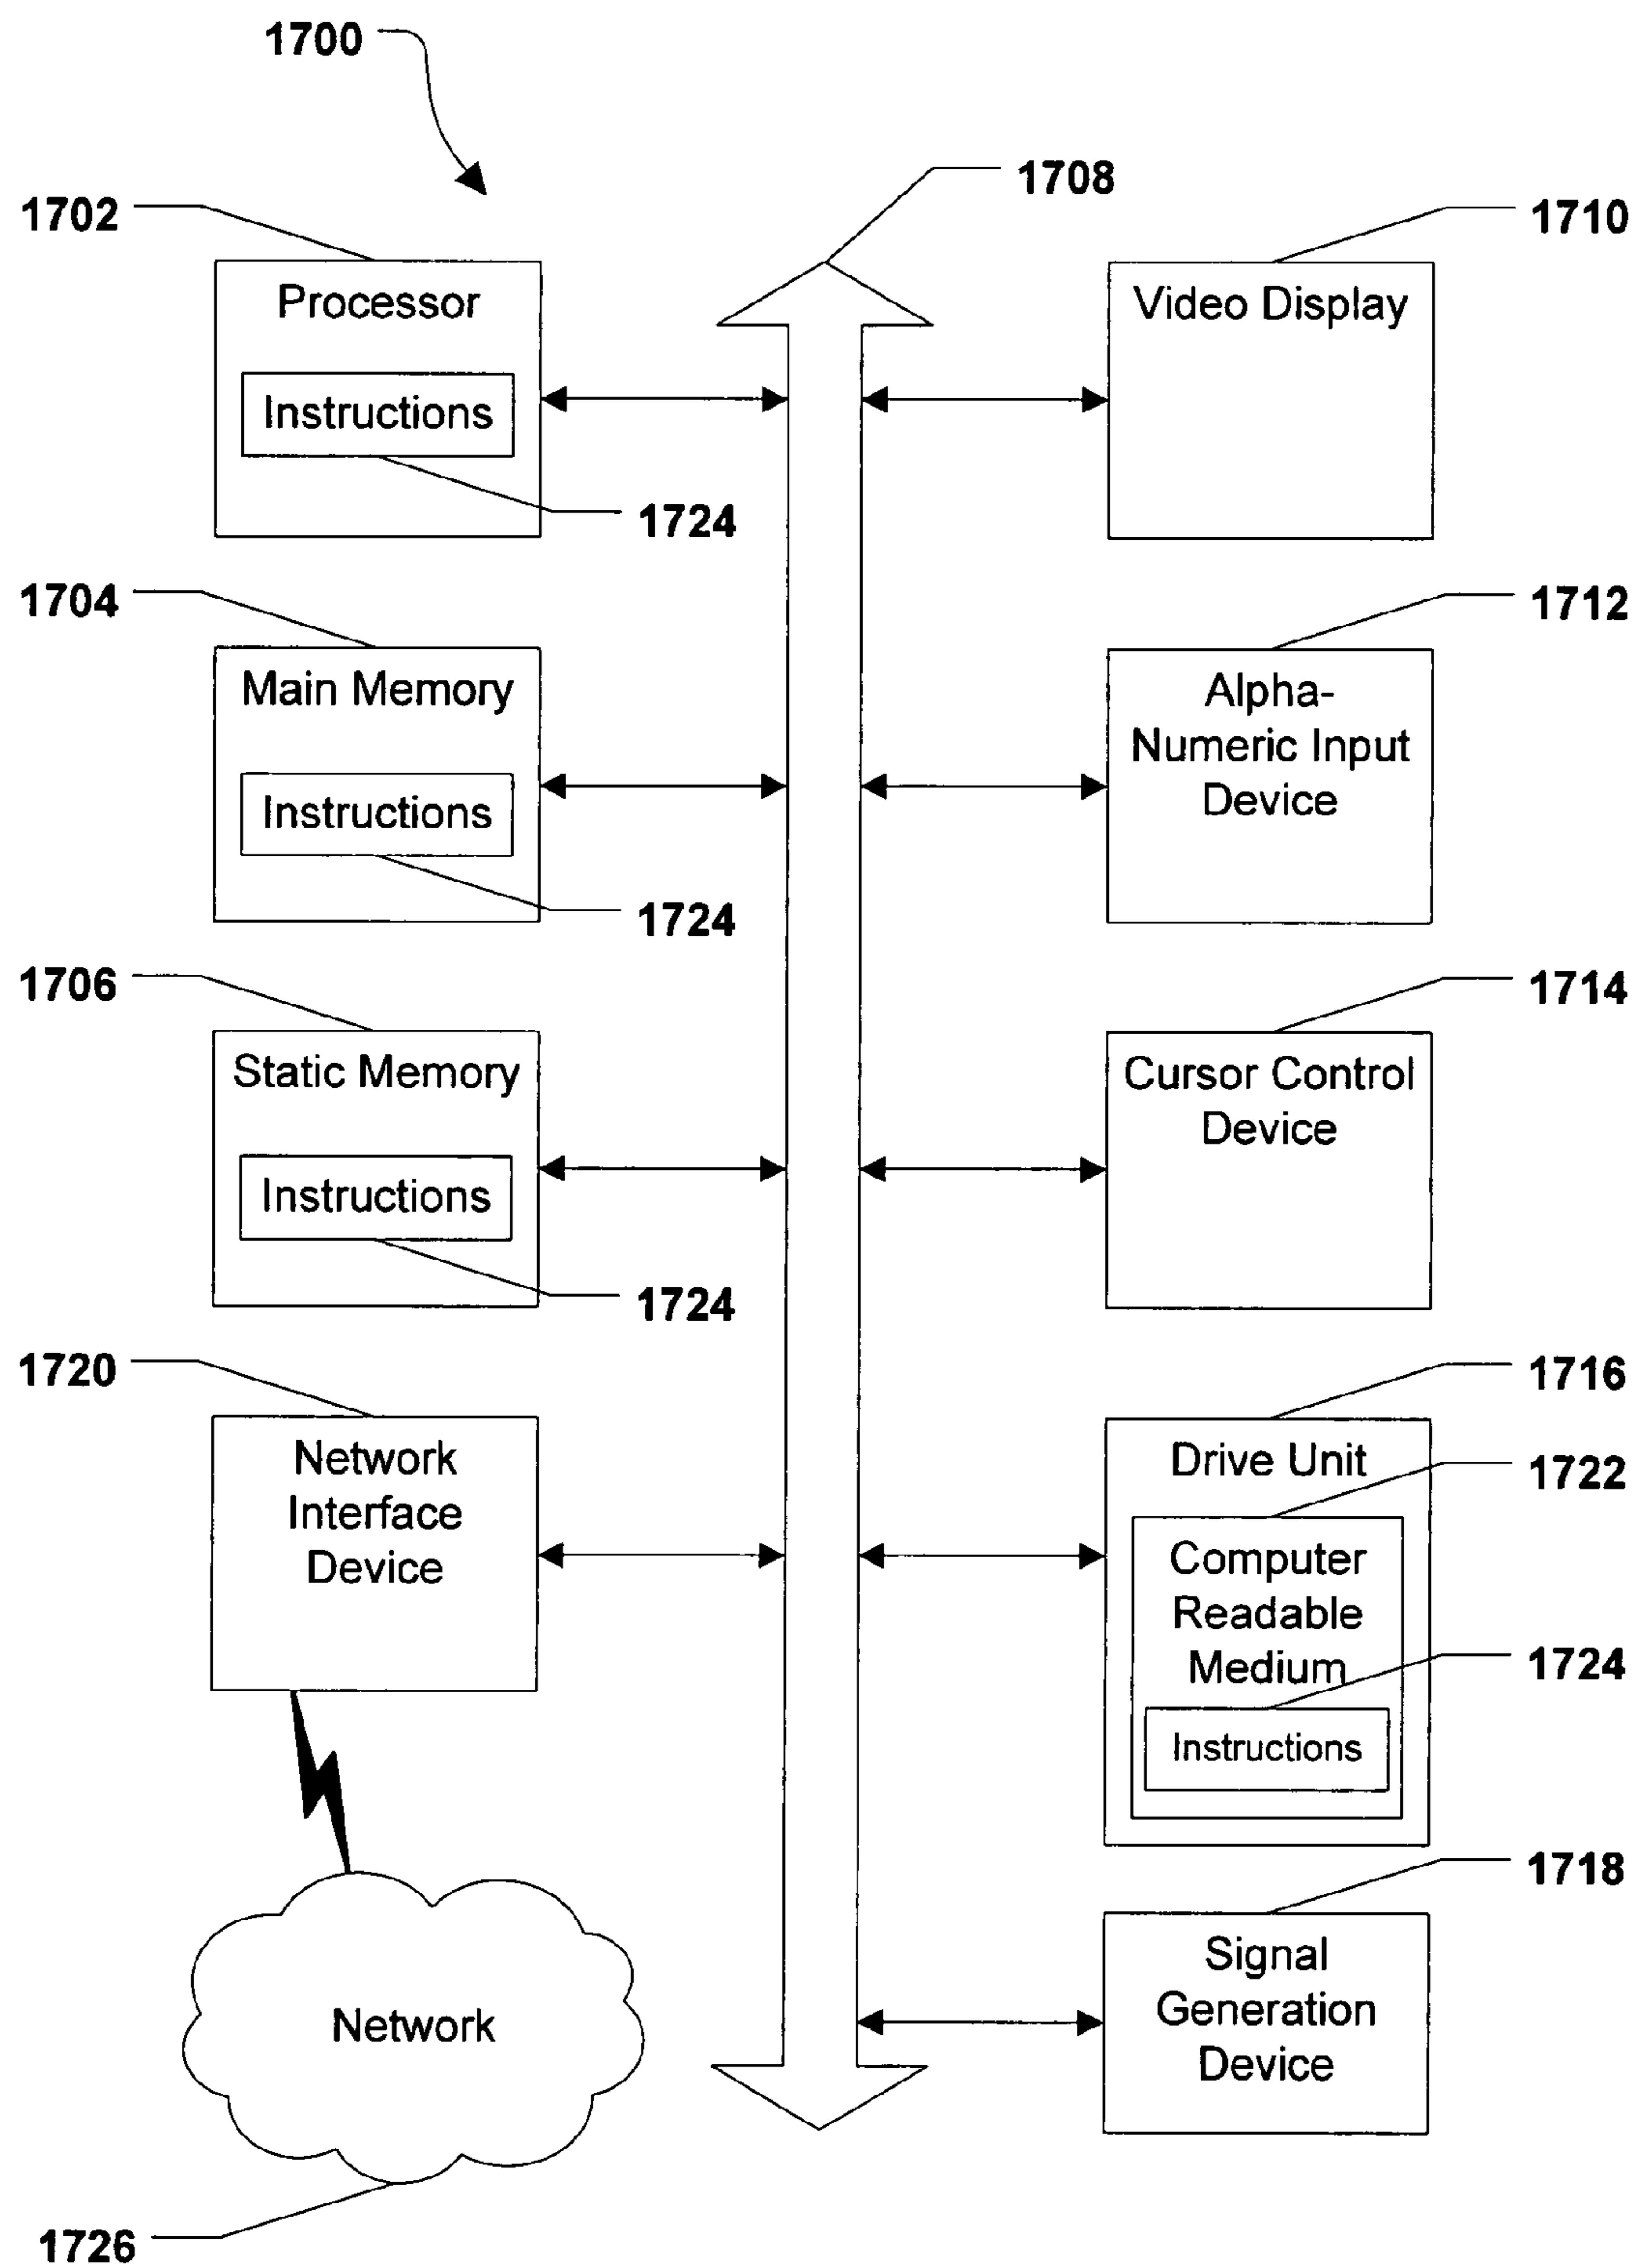 1700
1708
1702
1710
Processor
Instructions
1724
Video Display
1704
1712
Main Memory
Instructions
1724
Alpha-
Numeric Input
Device
1706
1714
Static Memory
Instructions
1724
Cursor Control
Device
1720
1716
Network
Interface
Device
Drive Unit
1722
Computer
Readable
Medium
1724
Instructions
1718
Signal
Generation
Device
Network
1726